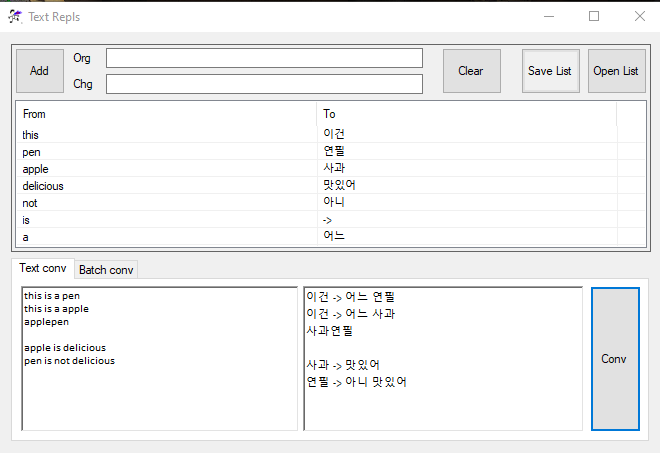 Text Repls
Add
Org
Chg
Clear
Save List
Open List
From To
this 이건
pen 연필
apple 사과
delicious 맛있어
not 아니
is ->
a 어느
Text conv
Batch conv
this is a pen
this is a apple
applepen
apple is delicious
pen is not delicious
이건 -> 어느 연필
이건 -> 어느 사과
사과연필
사과 -> 맛있어
연필 -> 아니 맛있어
Conv